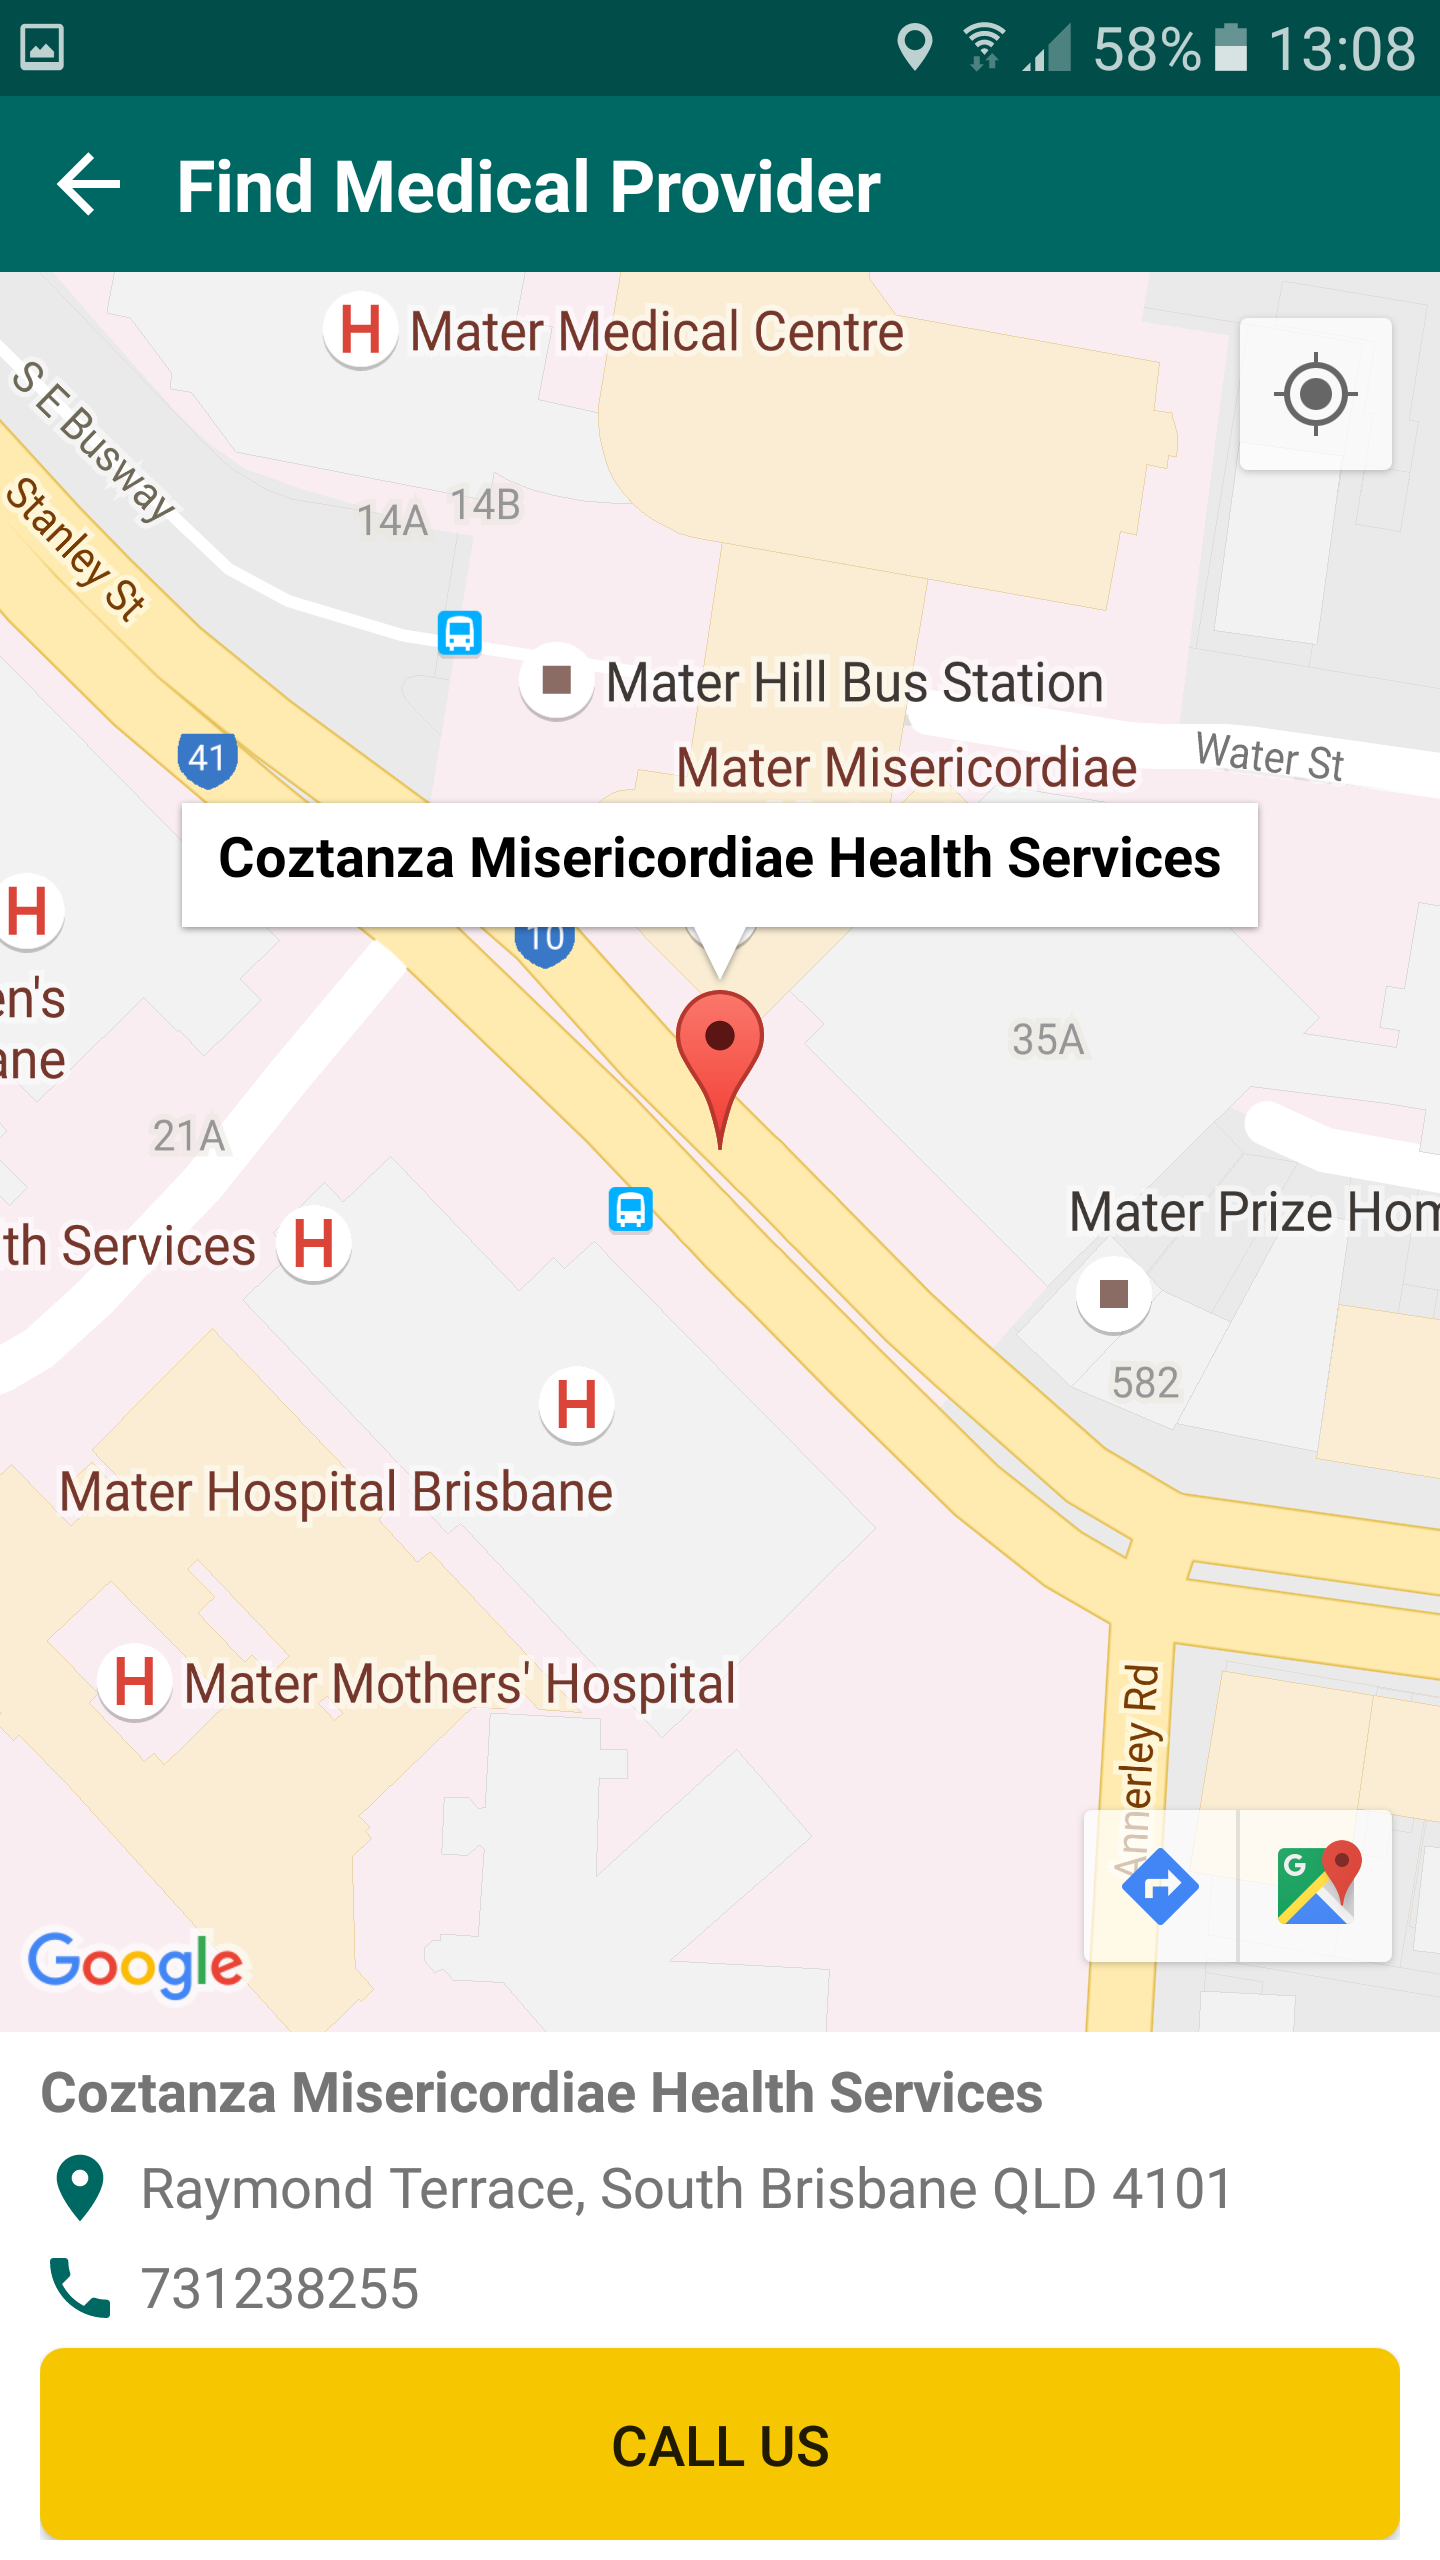 58% 13:08
Find Medical Provider
Mater Medical Centre
S E Busway
Stanley St
14A
14B
Mater Hill Bus Station
41
Mater Misericordiae
Water St
Coztanza Misericordiae Health Services
10
en's
ane
35A
21A
Mater Prize Hom
th Services
582
Mater Hospital Brisbane
Mater Mothers' Hospital
Annerley Rd
Google
Coztanza Misericordiae Health Services
Raymond Terrace, South Brisbane QLD 4101
731238255
CALL US